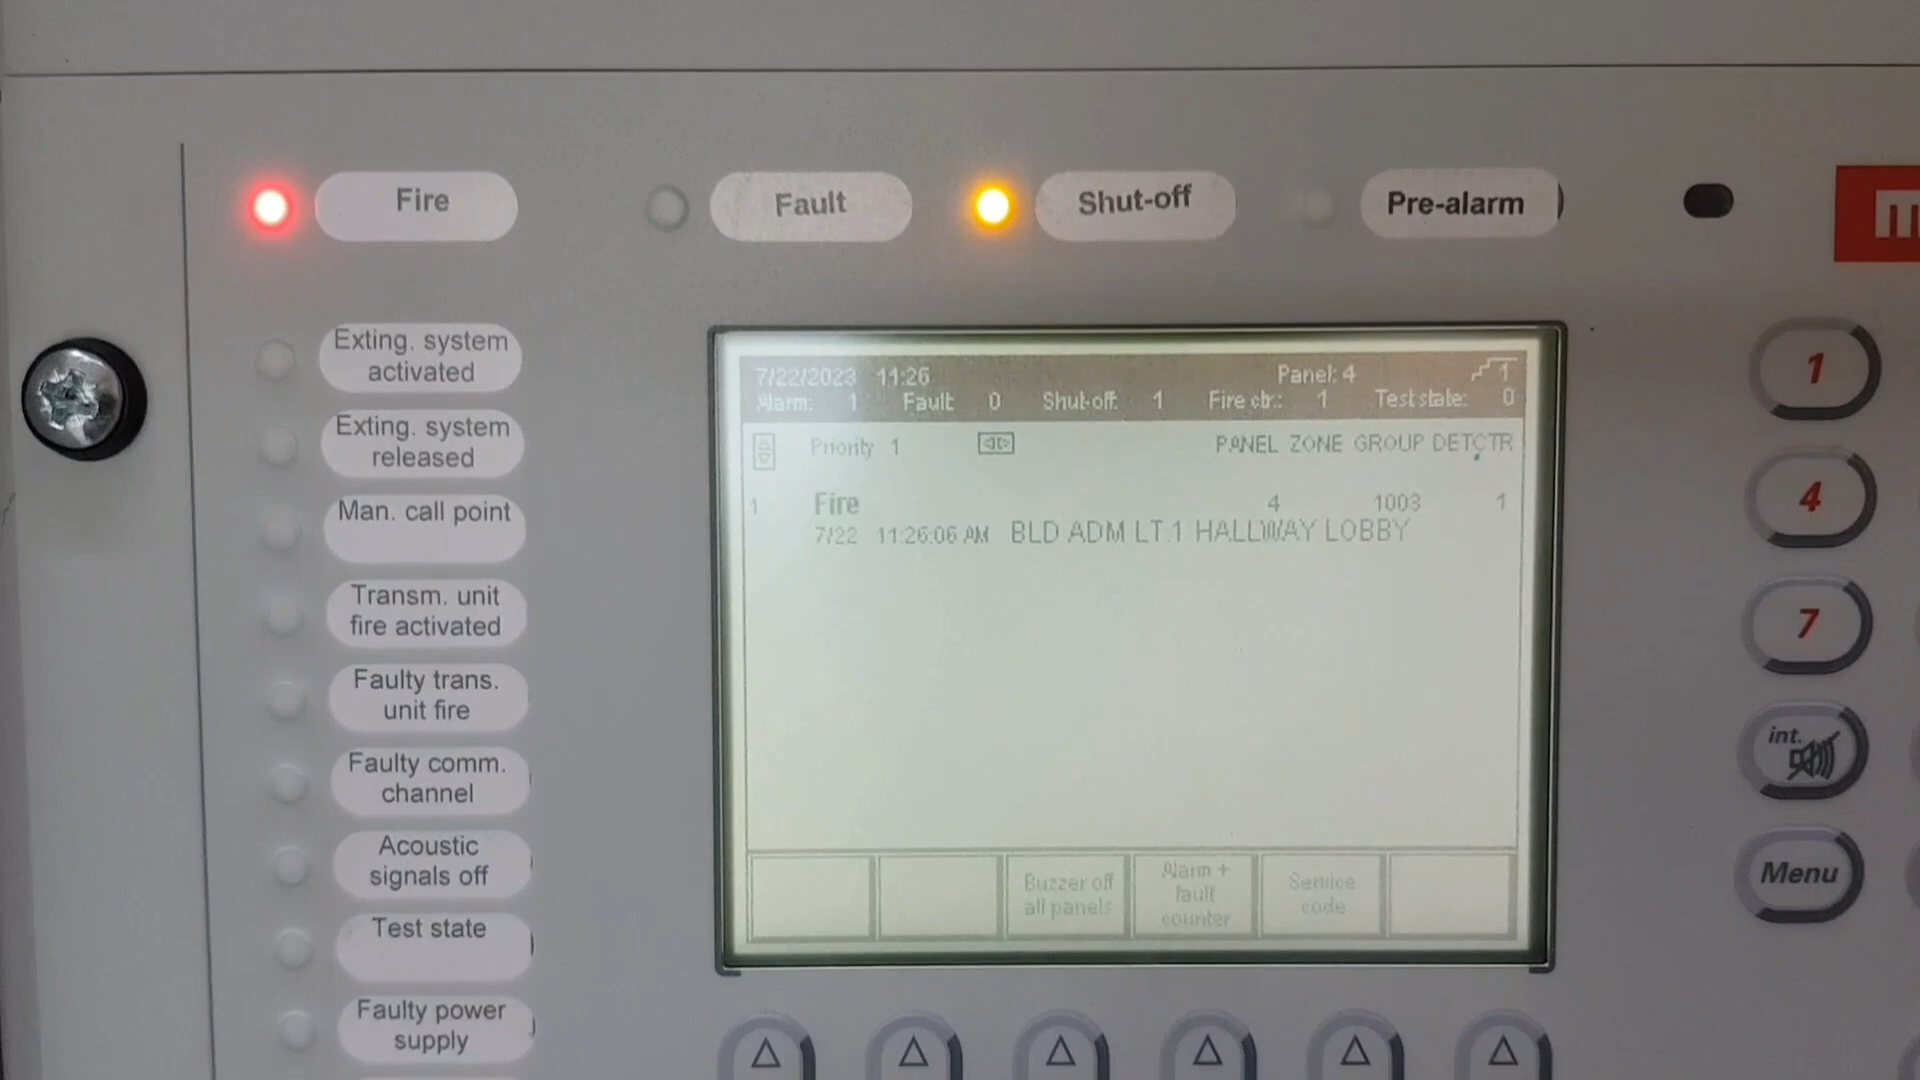 Fire
Fault
Shut-off
Pre-alarm
Exting. system
activated
Exting. system
released
Man. call point
Transm. unit
fire activated
Faulty trans.
unit fire
Faulty comm.
channel
Acoustic
signals off
Test state
Faulty power
supply
7/22/2023 11:26 Panel: 4 1
Alarm: 1 Fault: 0 Shut-off: 1 Fire ctr.: 1 Test state: 0
Priority 1 PANEL ZONE GROUP DETCTR
1 Fire 4 1003 1
7/22 11:26:06 AM BLD ADM LT.1 HALLWAY LOBBY
Buzzer off
all panels
Alarm +
fault
counter
Service
code
1
4
7
int.
Menu